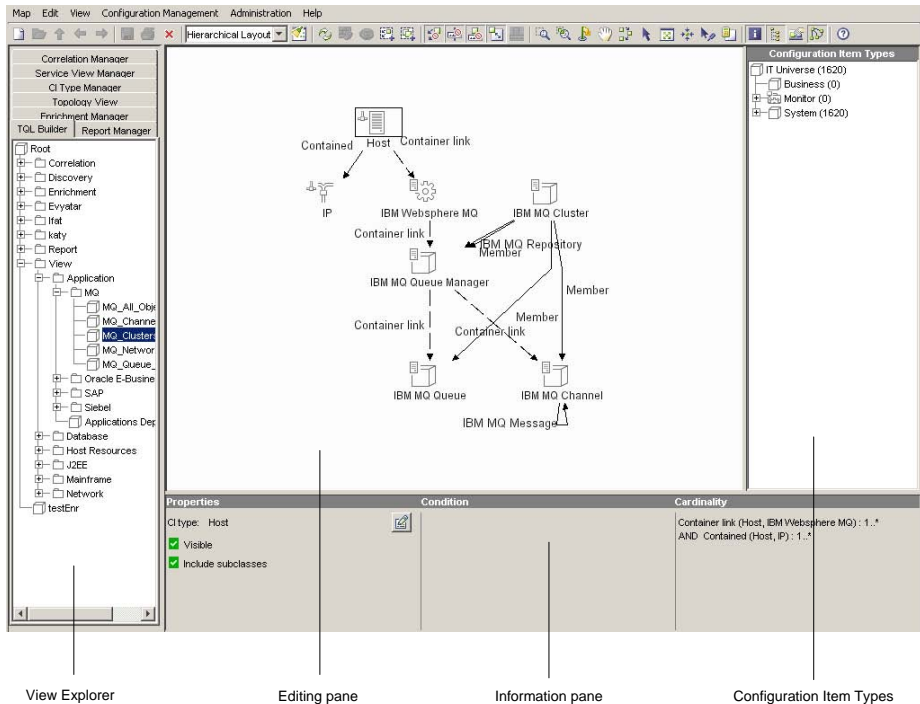 Map Edit View Configuration Management Administration Help
Hierarchical Layout
Correlation Manager
Service View Manager
CI Type Manager
Topology View
Enrichment Manager
TQL Builder Report Manager
Root
Correlation
Discovery
Enrichment
Evyatar
Ifat
katy
Report
View
Application
MQ
MQ_All_Obje
MQ_Channe
MQ_Clusters
MQ_Networ
MQ_Queue_
Oracle E-Busine
SAP
Siebel
Applications Dep
Database
Host Resources
J2EE
Mainframe
Network
testEnr
Contained Host Container link
IP IBM Websphere MQ IBM MQ Cluster
Container link
IBM MQ Repository
Member
IBM MQ Queue Manager
Member
Member
Container link Container link
IBM MQ Queue IBM MQ Channel
IBM MQ Message
Configuration Item Types
IT Universe (1620)
Business (0)
Monitor (0)
System (1620)
Properties Condition Cardinality
CI type: Host
Visible
Include subclasses
Container link (Host, IBM Websphere MQ) : 1..*
AND Contained (Host, IP) : 1..*
View Explorer Editing pane Information pane Configuration Item Types